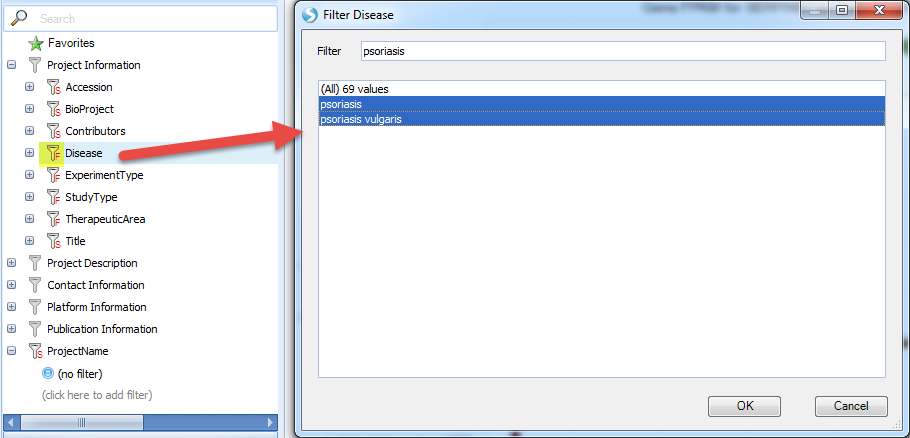 Search
Favorites
Project Information
Accession
BioProject
Contributors
Disease
ExperimentType
StudyType
TherapeuticArea
Title
Project Description
Contact Information
Platform Information
Publication Information
ProjectName
(no filter)
(click here to add filter)
Filter Disease
Filter
psoriasis
(All) 69 values
psoriasis
psoriasis vulgaris
OK
Cancel